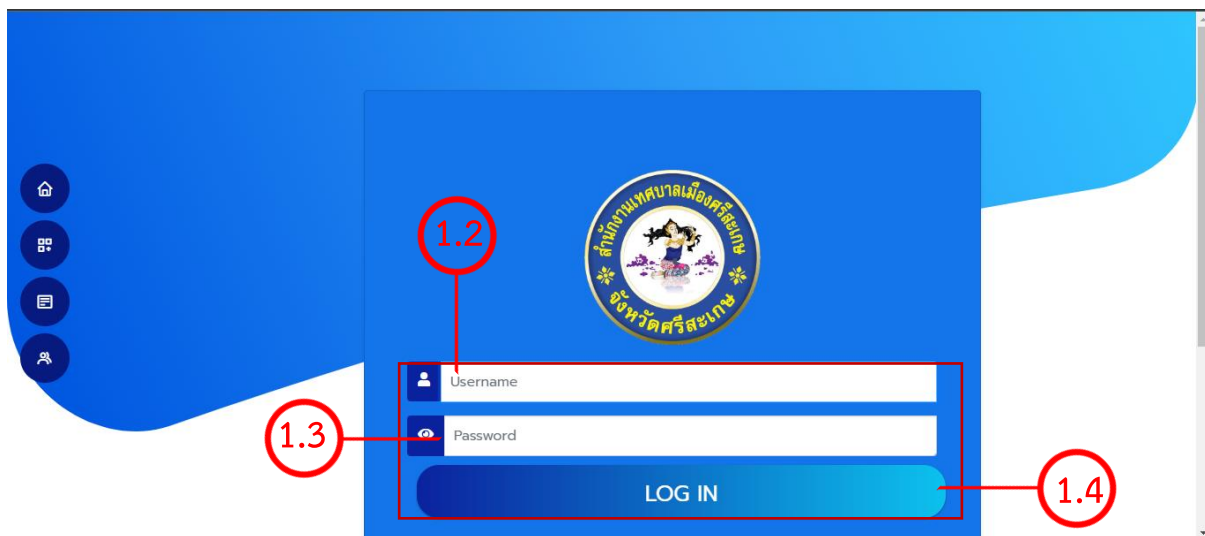 สำนักงานเทศบาลเมืองศรีสะเกษ
จังหวัดศรีสะเกษ
1.2
Username
1.3
Password
LOG IN
1.4